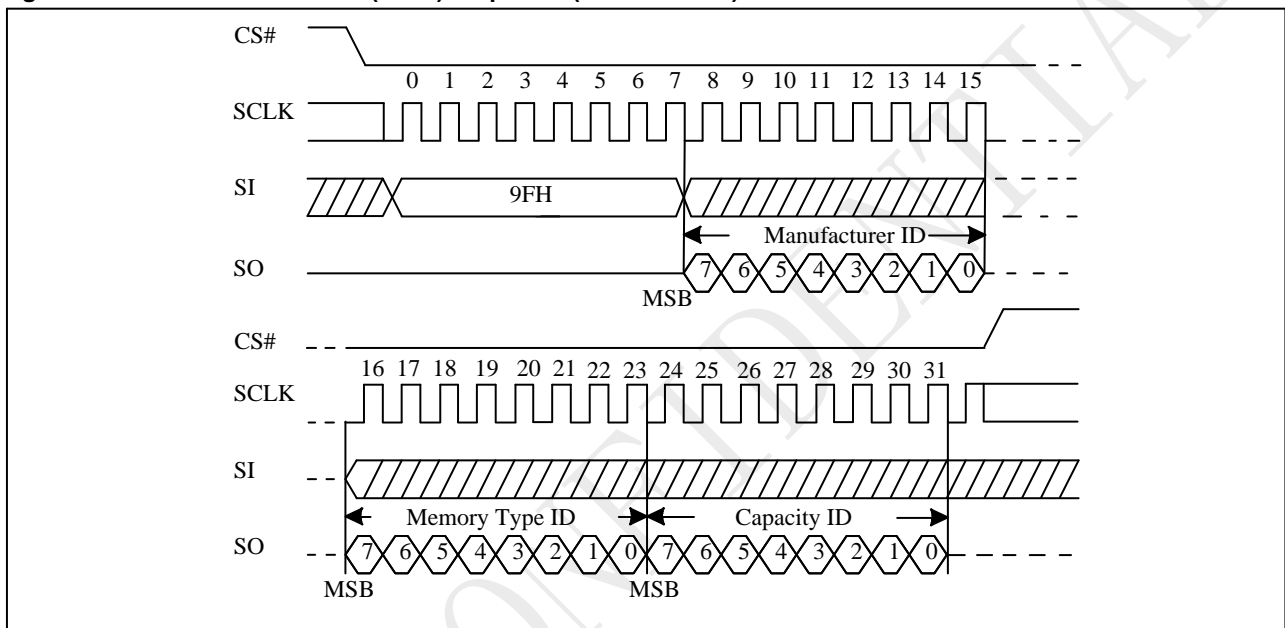 CS#
0 1 2 3 4 5 6 7 8 9 10 11 12 13 14 15
SCLK
SI
9FH
Manufacturer ID
SO
7 6 5 4 3 2 1 0
MSB
CS#
16 17 18 19 20 21 22 23 24 25 26 27 28 29 30 31
SCLK
SI
Memory Type ID Capacity ID
SO
7 6 5 4 3 2 1 0 7 6 5 4 3 2 1 0
MSB MSB